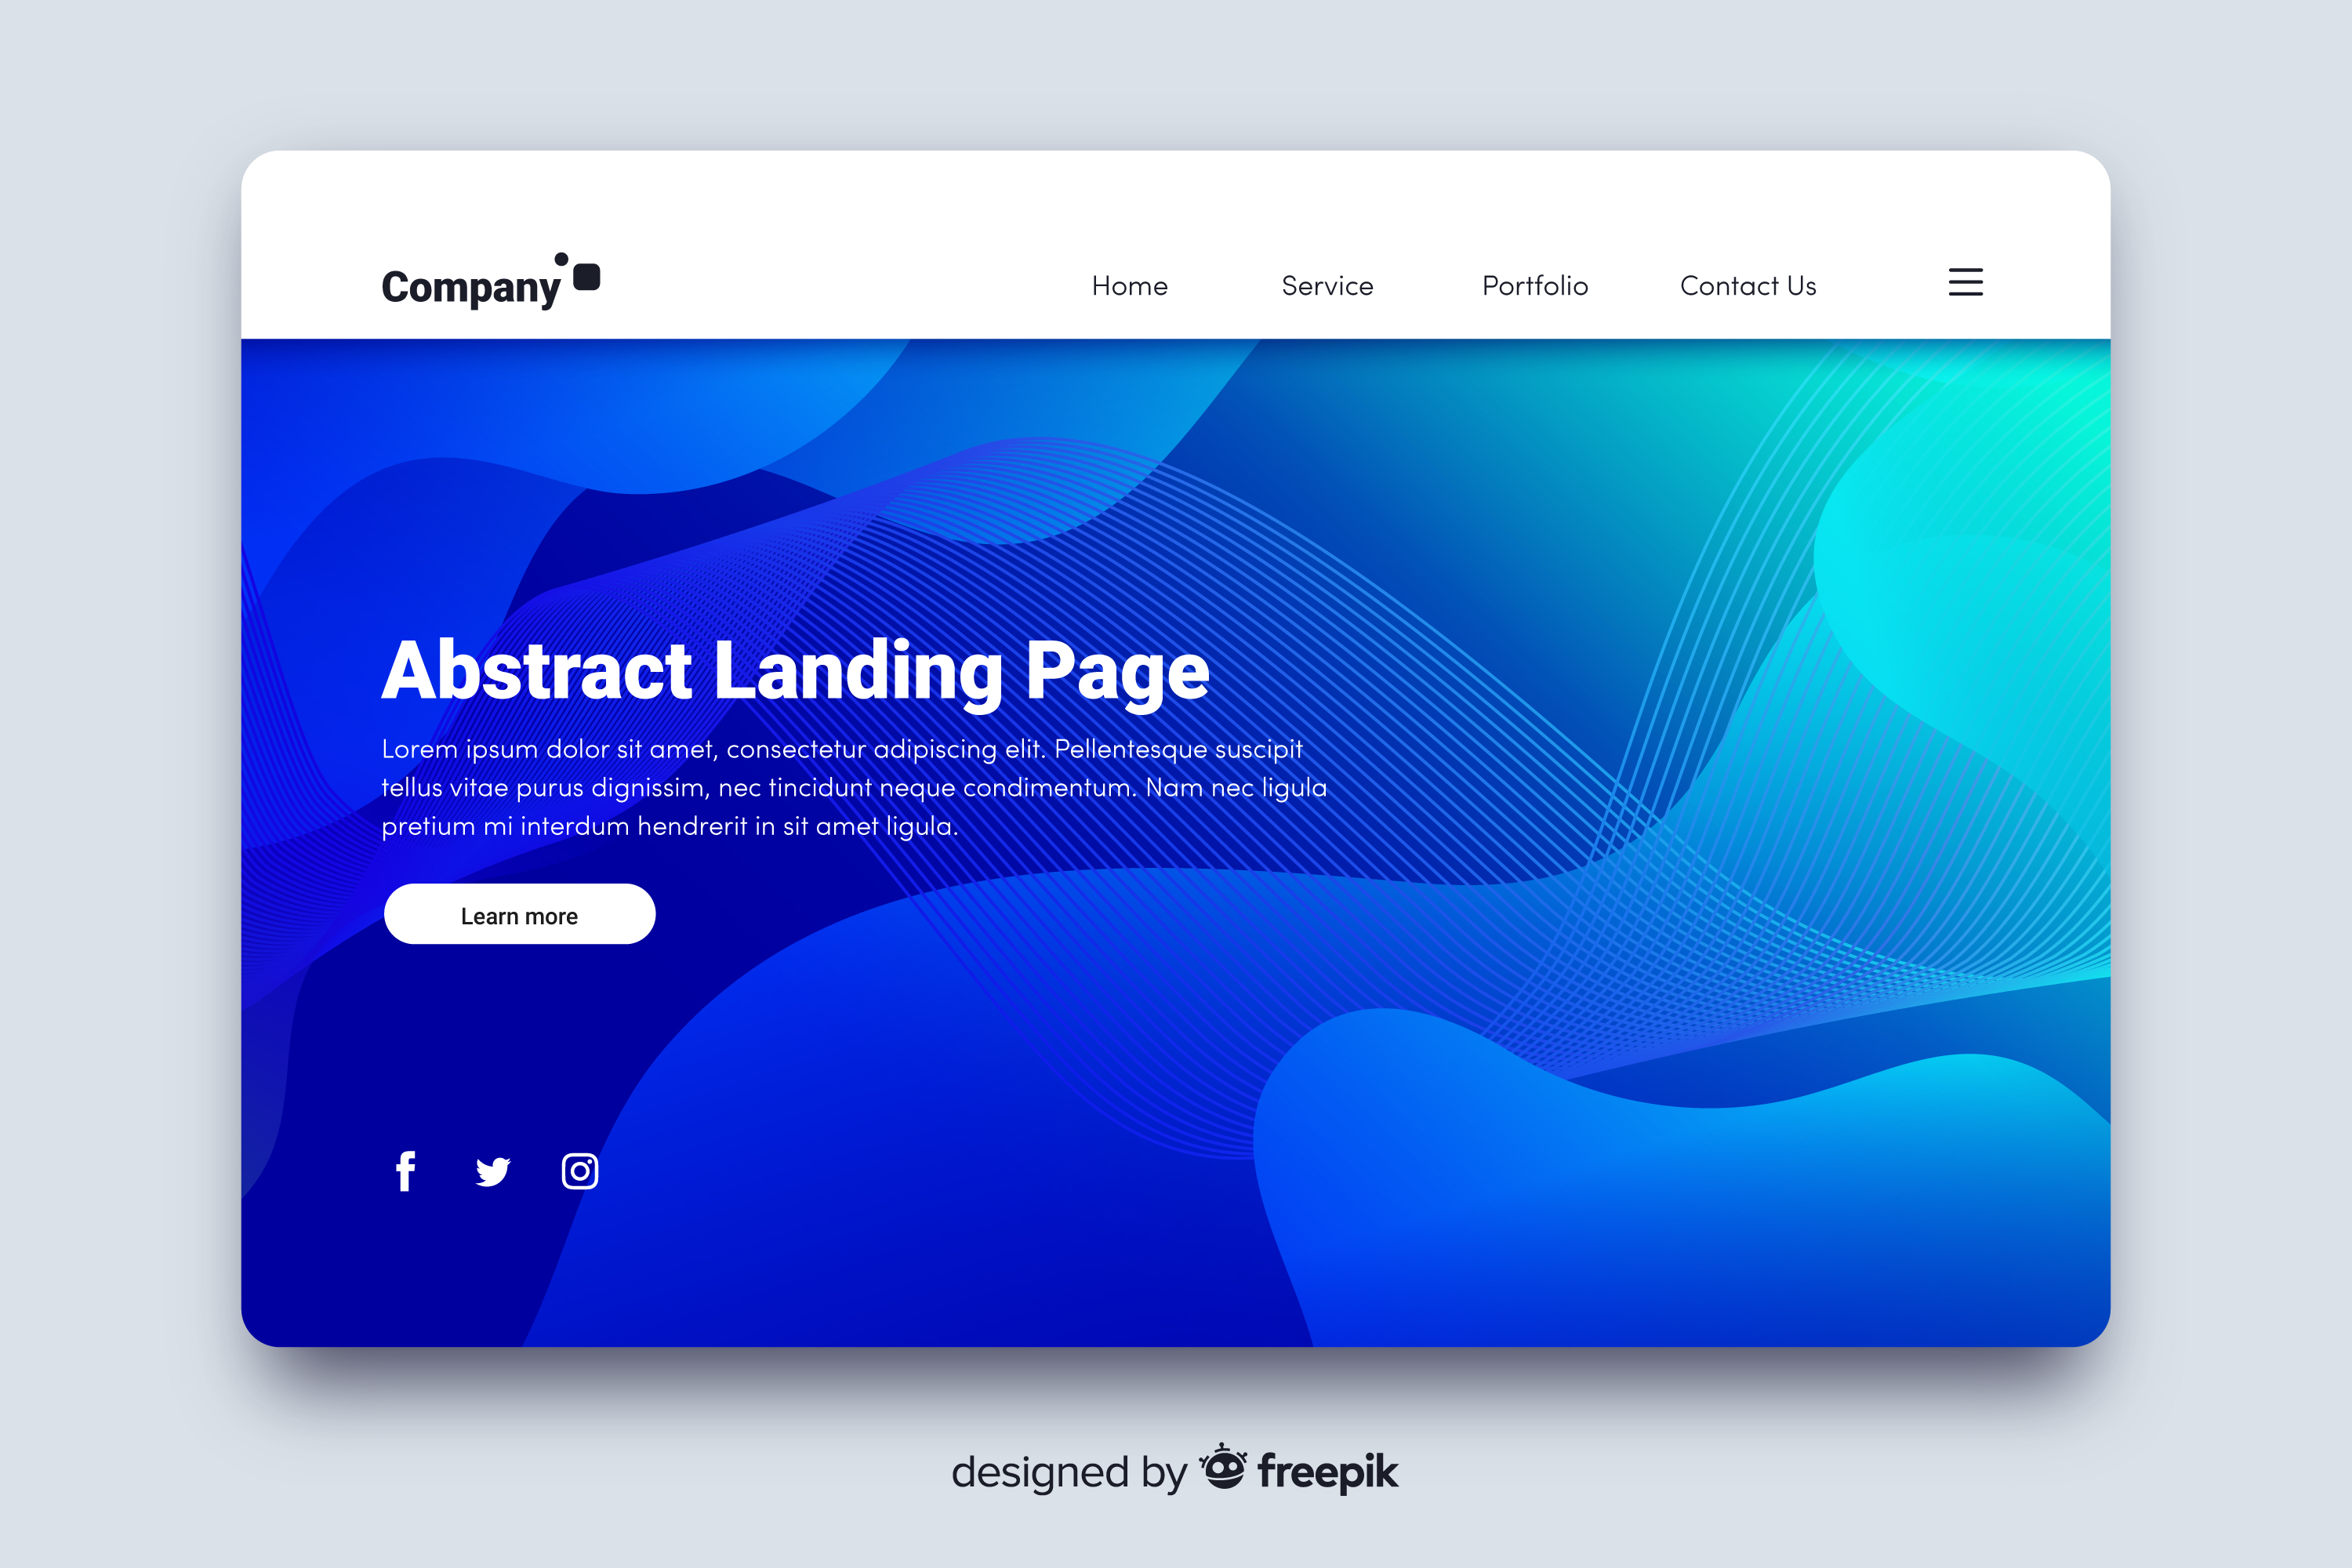 Company
Home Service Portfolio Contact Us
Abstract Landing Page
Lorem ipsum dolor sit amet, consectetur adipiscing elit. Pellentesque suscipit
tellus vitae purus dignissim, nec tincidunt neque condimentum. Nam nec ligula
pretium mi interdum hendrerit in sit amet ligula.
Learn more
designed by freepik